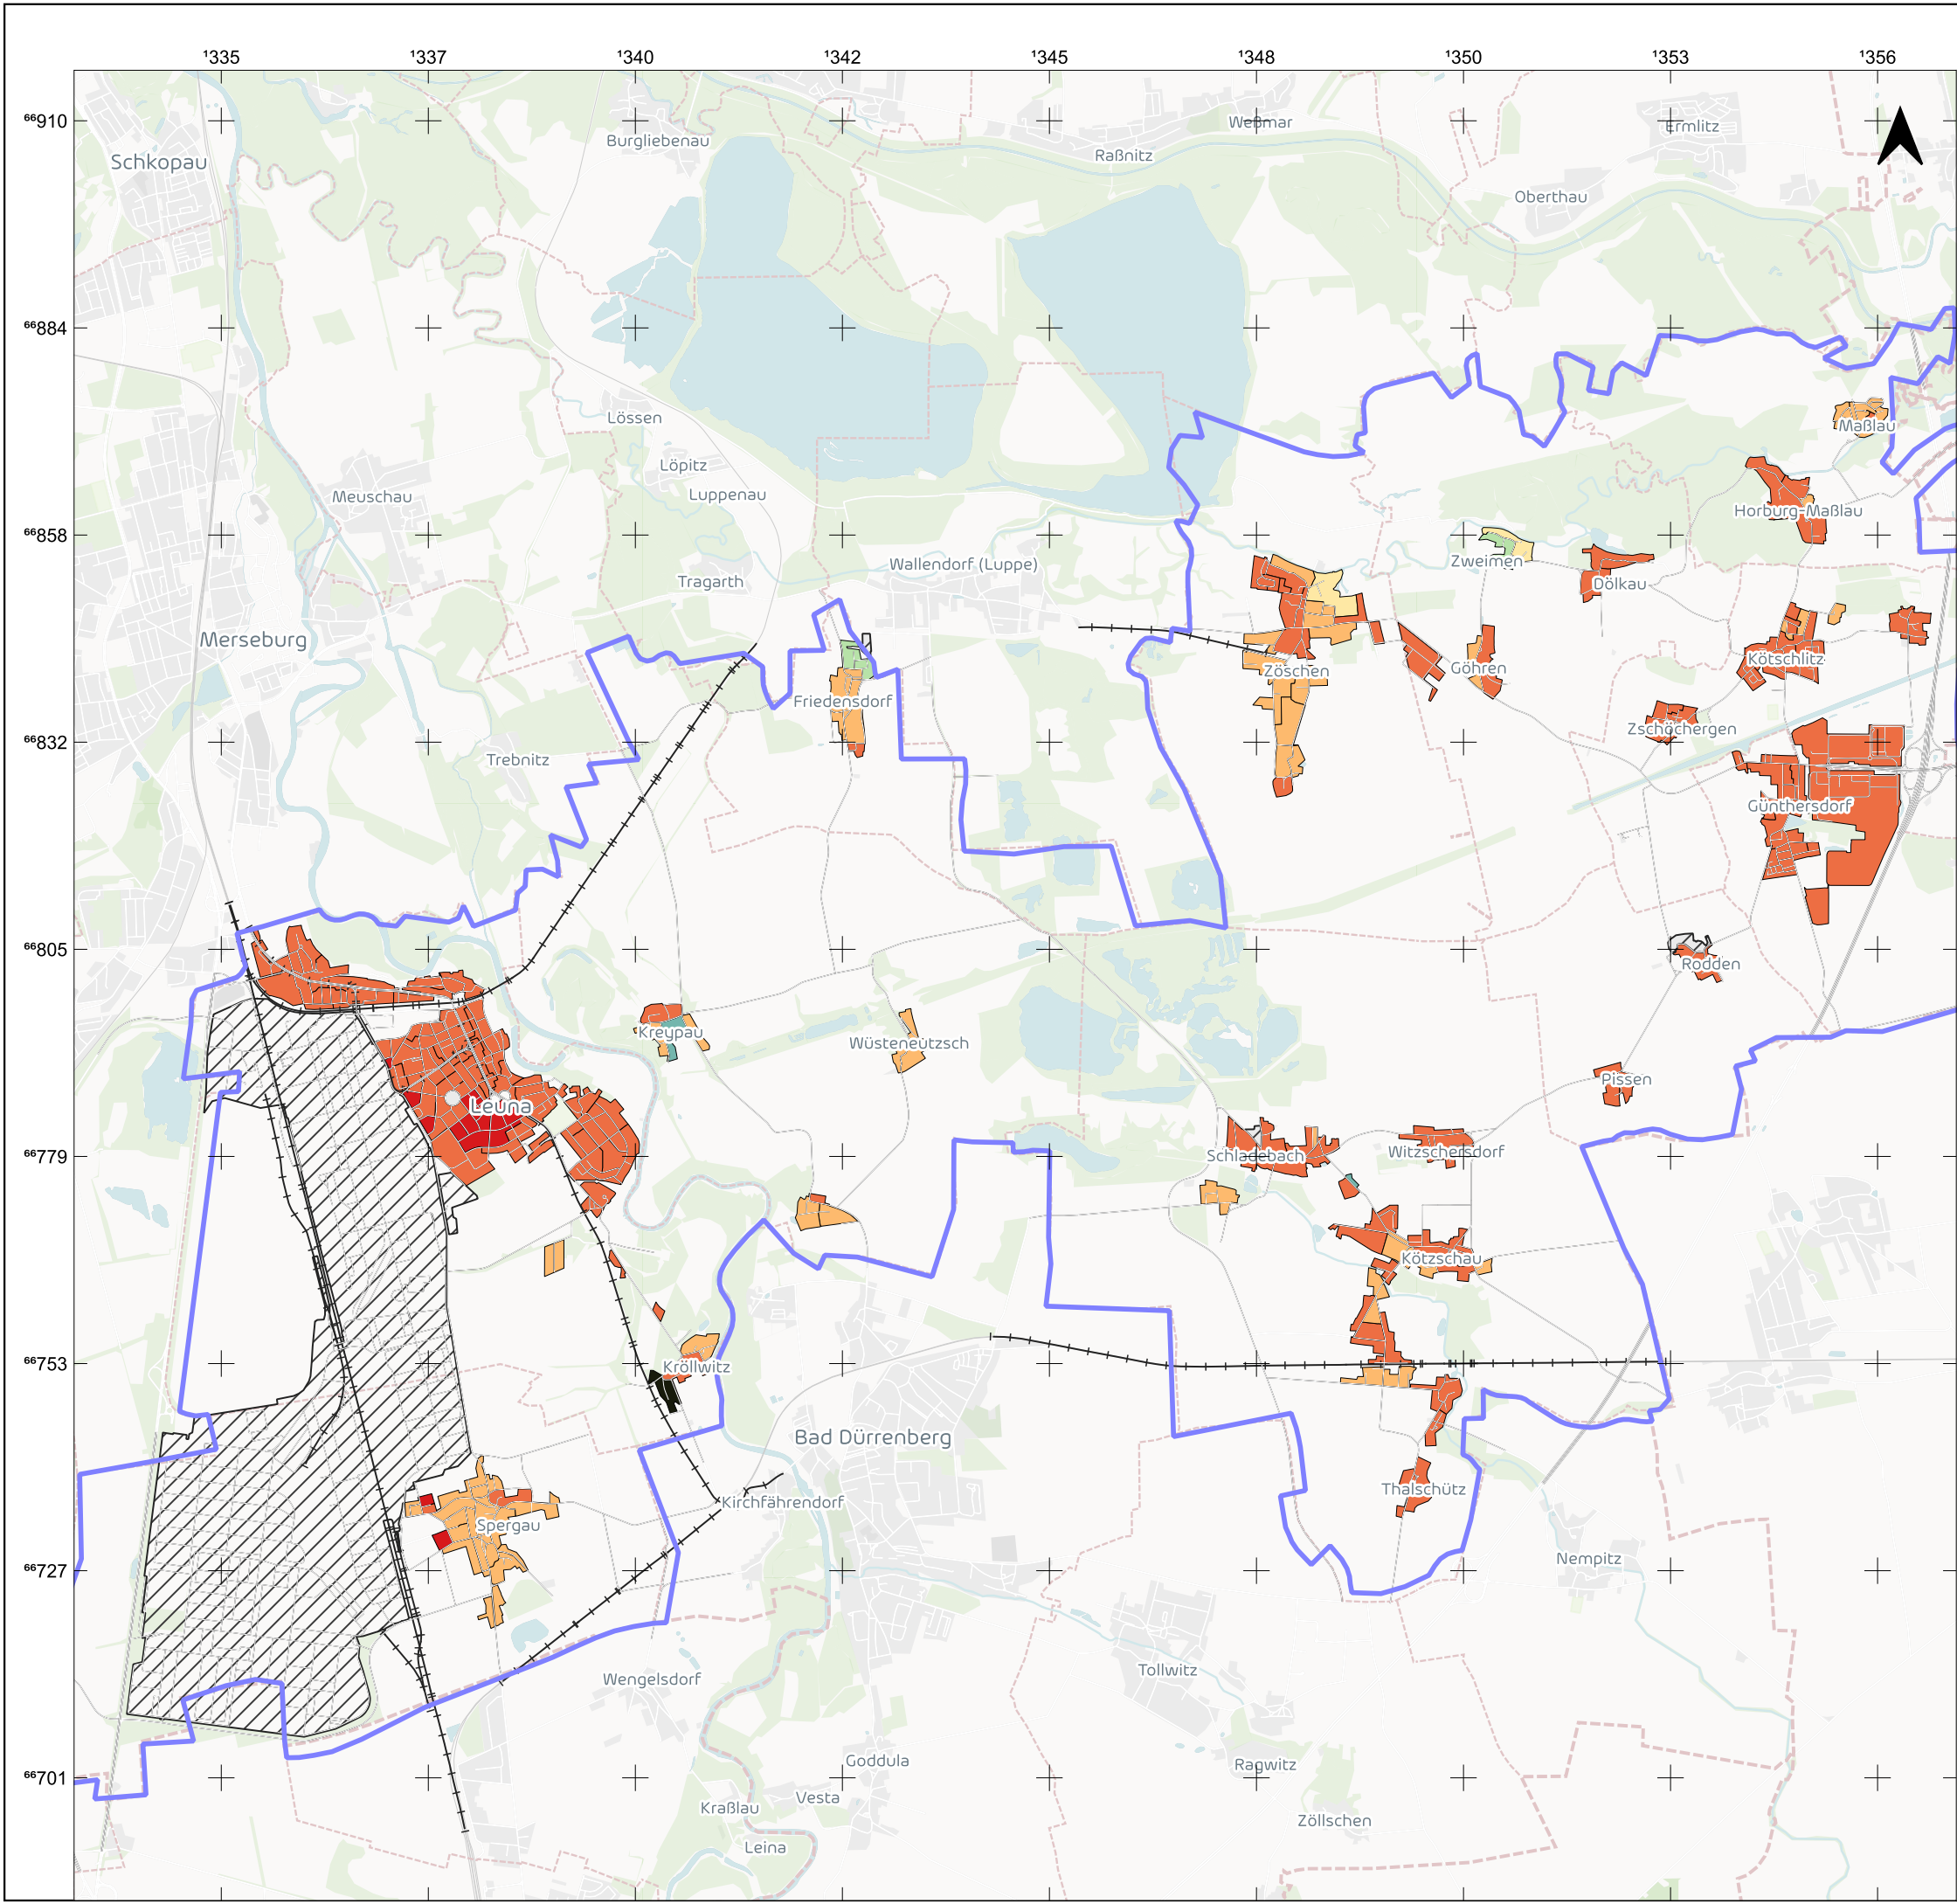 ¹335 ¹337 ¹340 ¹342 ¹345 ¹348 ¹350 ¹353 ¹356
⁶⁶910
Weßmar
Ermlitz
Burgliebenau
Raßnitz
Schkopau
Oberthau
⁶⁶884
Lössen
Maßlau
Löpitz
Meuschau
Luppenau
Horburg-Maßlau
⁶⁶858
Zweimen
Wallendorf (Luppe)
Tragarth
Dölkau
Merseburg
Kötschlitz
Göhren
Zöschen
Friedensdorf
Zschöchergen
⁶⁶832
Trebnitz
Günthersdorf
⁶⁶805
Rodden
Kreypau
Wüsteneutzsch
Pissen
Leuna
⁶⁶779
Schladebach
Witzschersdorf
Kötzschau
⁶⁶753
Kröllwitz
Bad Dürrenberg
Thalschütz
Kirchfährendorf
Spergau
Nempitz
⁶⁶727
Tollwitz
Wengelsdorf
Goddula
Ragwitz
⁶⁶701
Vesta
Kraßlau
Zöllschen
Leina